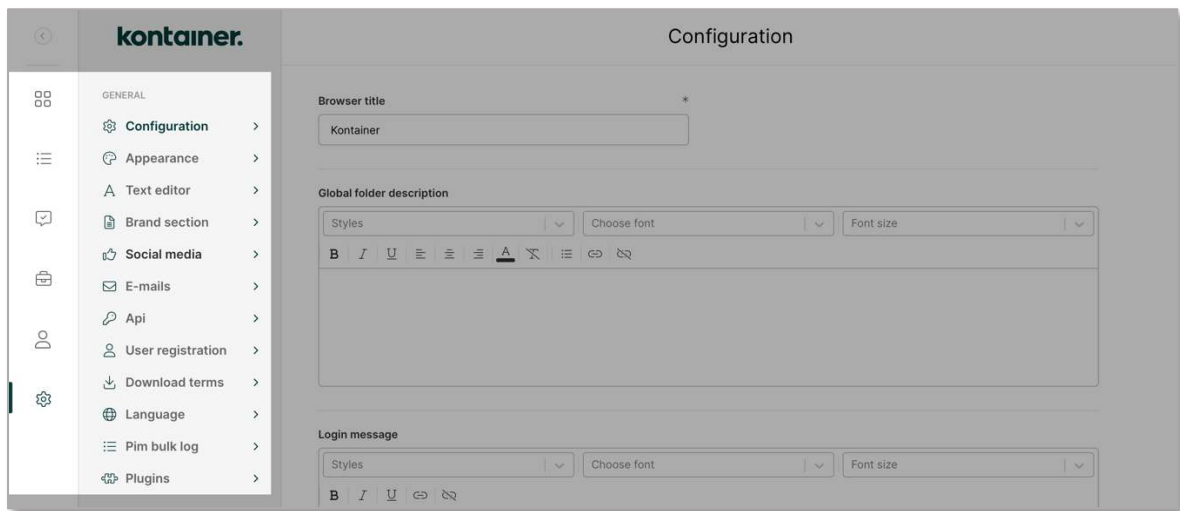 kontainer.
Configuration
GENERAL
Configuration
Appearance
Text editor
Brand section
Social media
E-mails
Api
User registration
Download terms
Language
Pim bulk log
Plugins
Browser title *
Kontainer
Global folder description
Styles Choose font Font size
B I U A T
Login message
Styles Choose font Font size
B I U